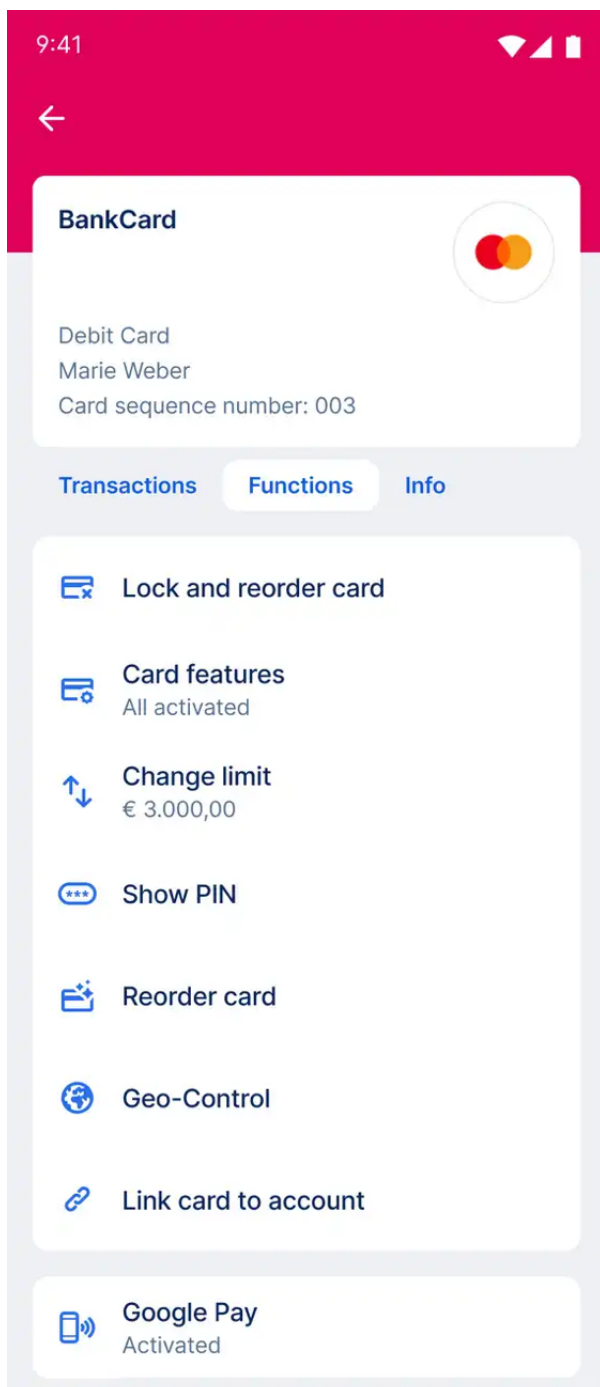 9:41
BankCard
Debit Card
Marie Weber
Card sequence number: 003
Transactions Functions Info
Lock and reorder card
Card features
All activated
Change limit
€ 3.000,00
Show PIN
Reorder card
Geo-Control
Link card to account
Google Pay
Activated